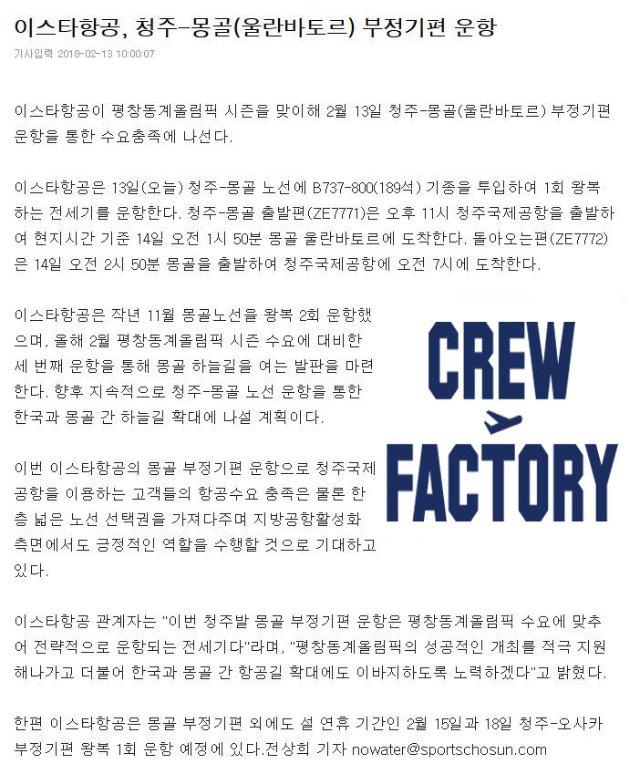 이스타항공, 청주-몽골(울란바토르) 부정기편 운항
기사입력 2018-02-13 10:00:07
이스타항공이 평창동계올림픽 시즌을 맞이해 2월 13일 청주-몽골(울란바토르) 부정기편
운항을 통한 수요충족에 나선다.
이스타항공은 13일(오늘) 청주-몽골 노선에 B737-800(189석) 기종을 투입하여 1회 왕복
하는 전세기를 운항한다. 청주-몽골 출발편(ZE7771)은 오후 11시 청주국제공항을 출발하
여 현지시간 기준 14일 오전 1시 50분 몽골 울란바토르에 도착한다. 돌아오는편(ZE7772)
은 14일 오전 2시 50분 몽골을 출발하여 청주국제공항에 오전 7시에 도착한다.
이스타항공은 작년 11월 몽골노선을 왕복 2회 운항했
으며, 올해 2월 평창동계올림픽 시즌 수요에 대비한
세 번째 운항을 통해 몽골 하늘길을 여는 발판을 마련
한다. 향후 지속적으로 청주-몽골 노선 운항을 통한
한국과 몽골 간 하늘길 확대에 나설 계획이다.
이번 이스타항공의 몽골 부정기편 운항으로 청주국제
공항을 이용하는 고객들의 항공수요 충족은 물론 한
층 넓은 노선 선택권을 가져다주며 지방공항활성화
측면에서도 긍정적인 역할을 수행할 것으로 기대하고
있다.
CREW
FACTORY
이스타항공 관계자는 "이번 청주발 몽골 부정기편 운항은 평창동계올림픽 수요에 맞추
어 전략적으로 운항되는 전세기다"라며, "평창동계올림픽의 성공적인 개최를 적극 지원
해나가고 더불어 한국과 몽골 간 항공길 확대에도 이바지하도록 노력하겠다"고 밝혔다.
한편 이스타항공은 몽골 부정기편 외에도 설 연휴 기간인 2월 15일과 18일 청주-오사카
부정기편 왕복 1회 운항 예정에 있다.전상희 기자 nowater@sportschosun.com